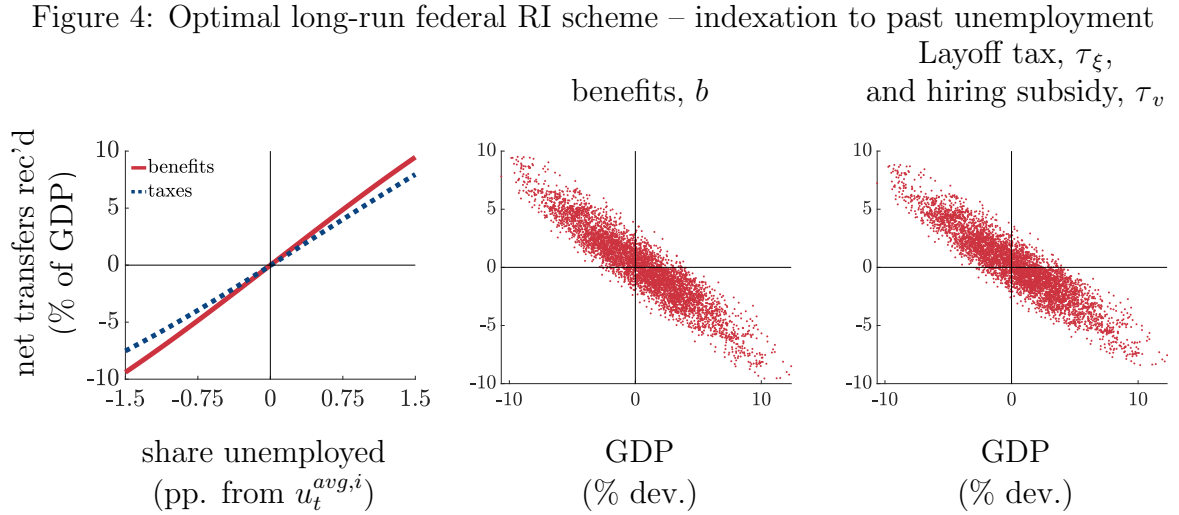 Figure 4: Optimal long-run federal RI scheme – indexation to past unemployment
benefits, b
Layoff tax, τ_ξ,
and hiring subsidy, τ_v
net transfers rec'd
(% of GDP)
10
5
0
-5
-10
-1.5
-0.75
0
0.75
1.5
benefits
taxes
share unemployed
(pp. from u_t^{avg,i})
10
5
0
-5
-10
-10
0
10
GDP
(% dev.)
10
5
0
-5
-10
-10
0
10
GDP
(% dev.)